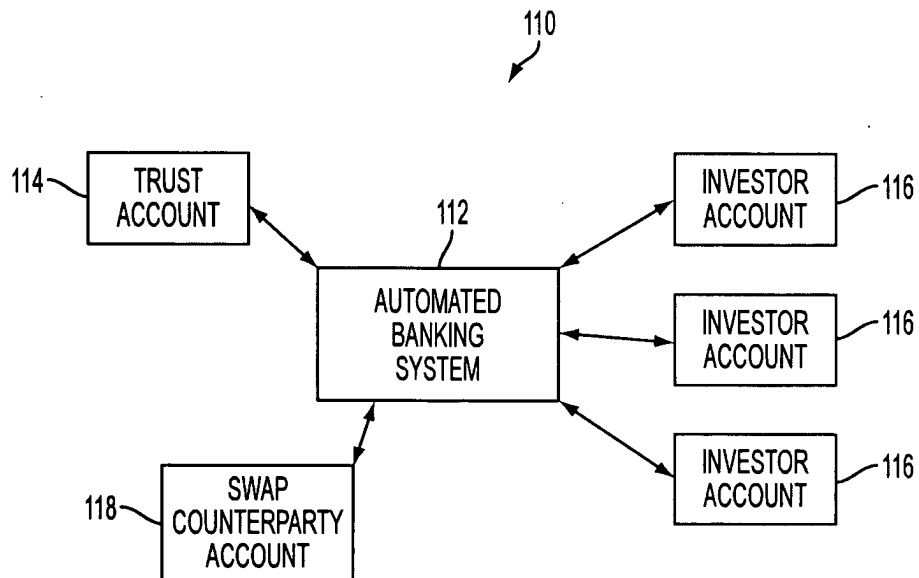 110
114
TRUST
ACCOUNT
112
AUTOMATED
BANKING
SYSTEM
INVESTOR
ACCOUNT
116
INVESTOR
ACCOUNT
116
INVESTOR
ACCOUNT
116
118
SWAP
COUNTERPARTY
ACCOUNT